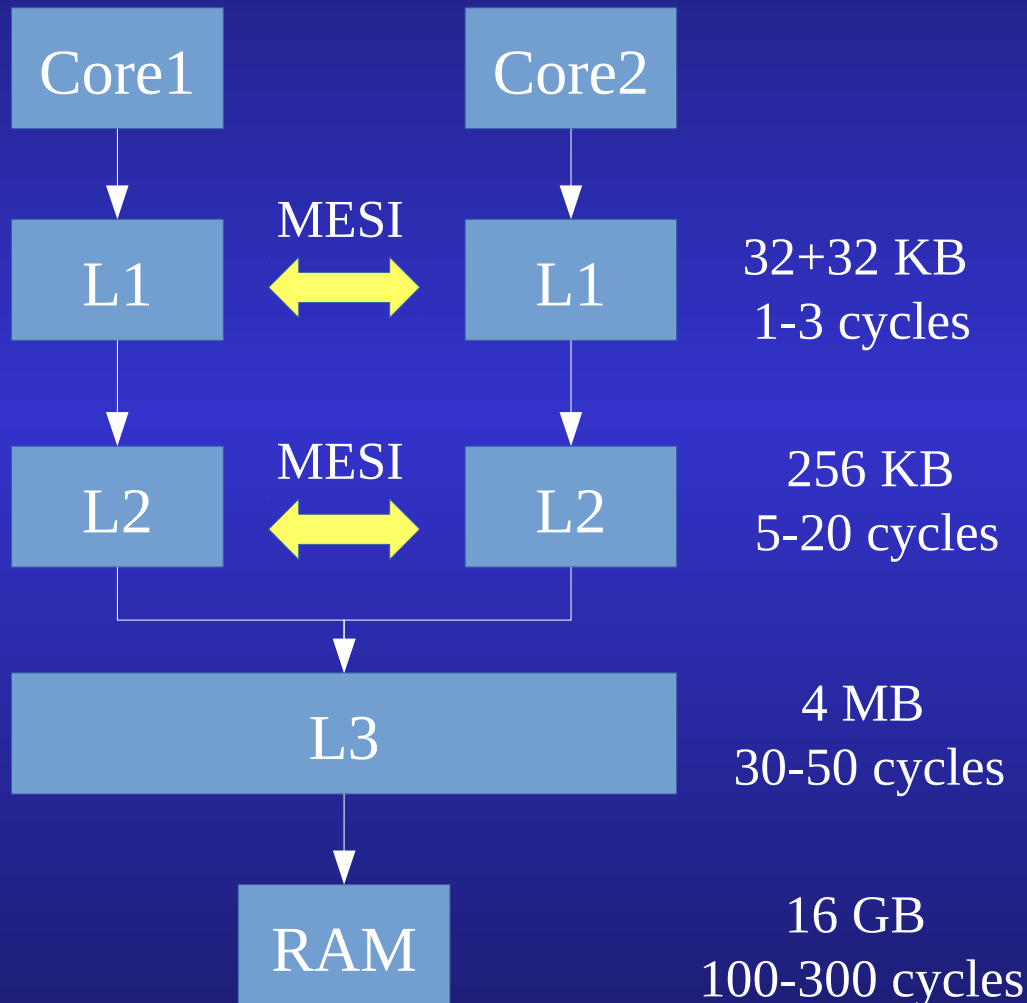 Core1
Core2
MESI
L1
L1
32+32 KB
1-3 cycles
MESI
L2
L2
256 KB
5-20 cycles
L3
4 MB
30-50 cycles
RAM
16 GB
100-300 cycles